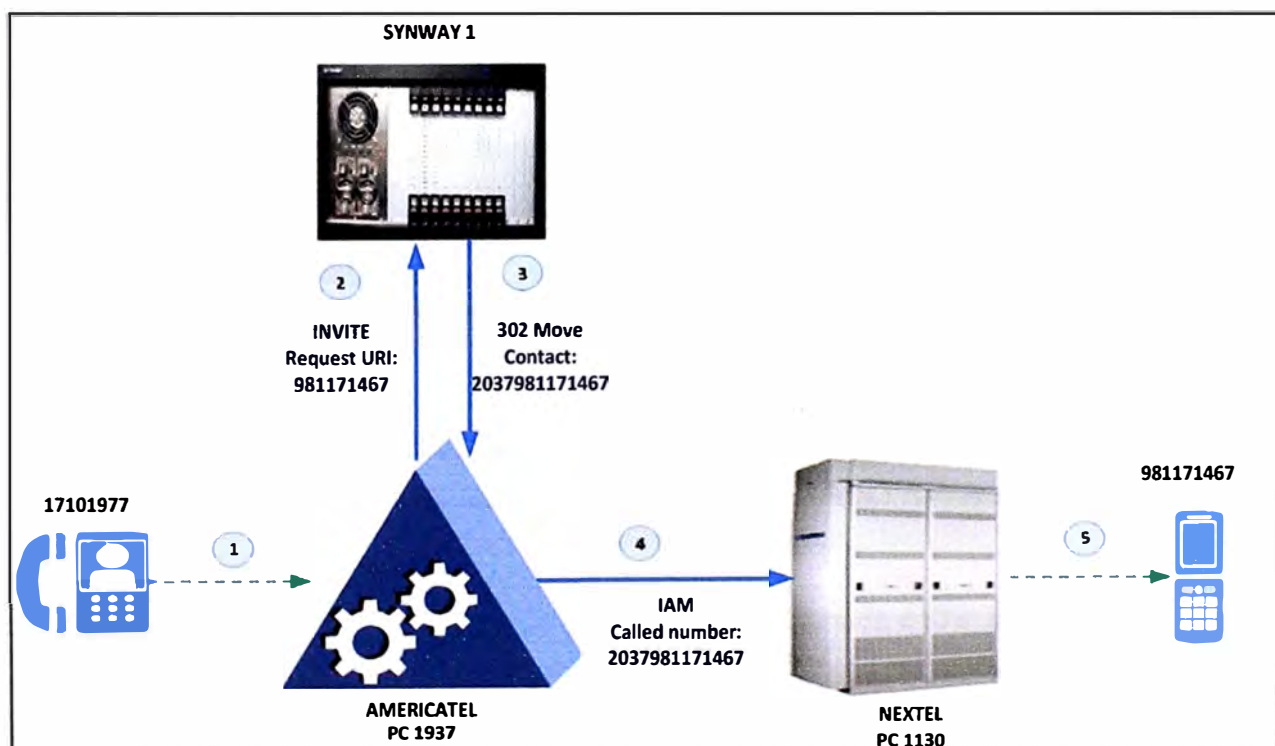 SYNWAY 1
2
3
INVITE
Request URI:
981171467
302 Move
Contact:
2037981171467
17101977
1
4
981171467
5
IAM
Called number:
2037981171467
AMERICATEL
PC 1937
NEXTEL
PC 1130